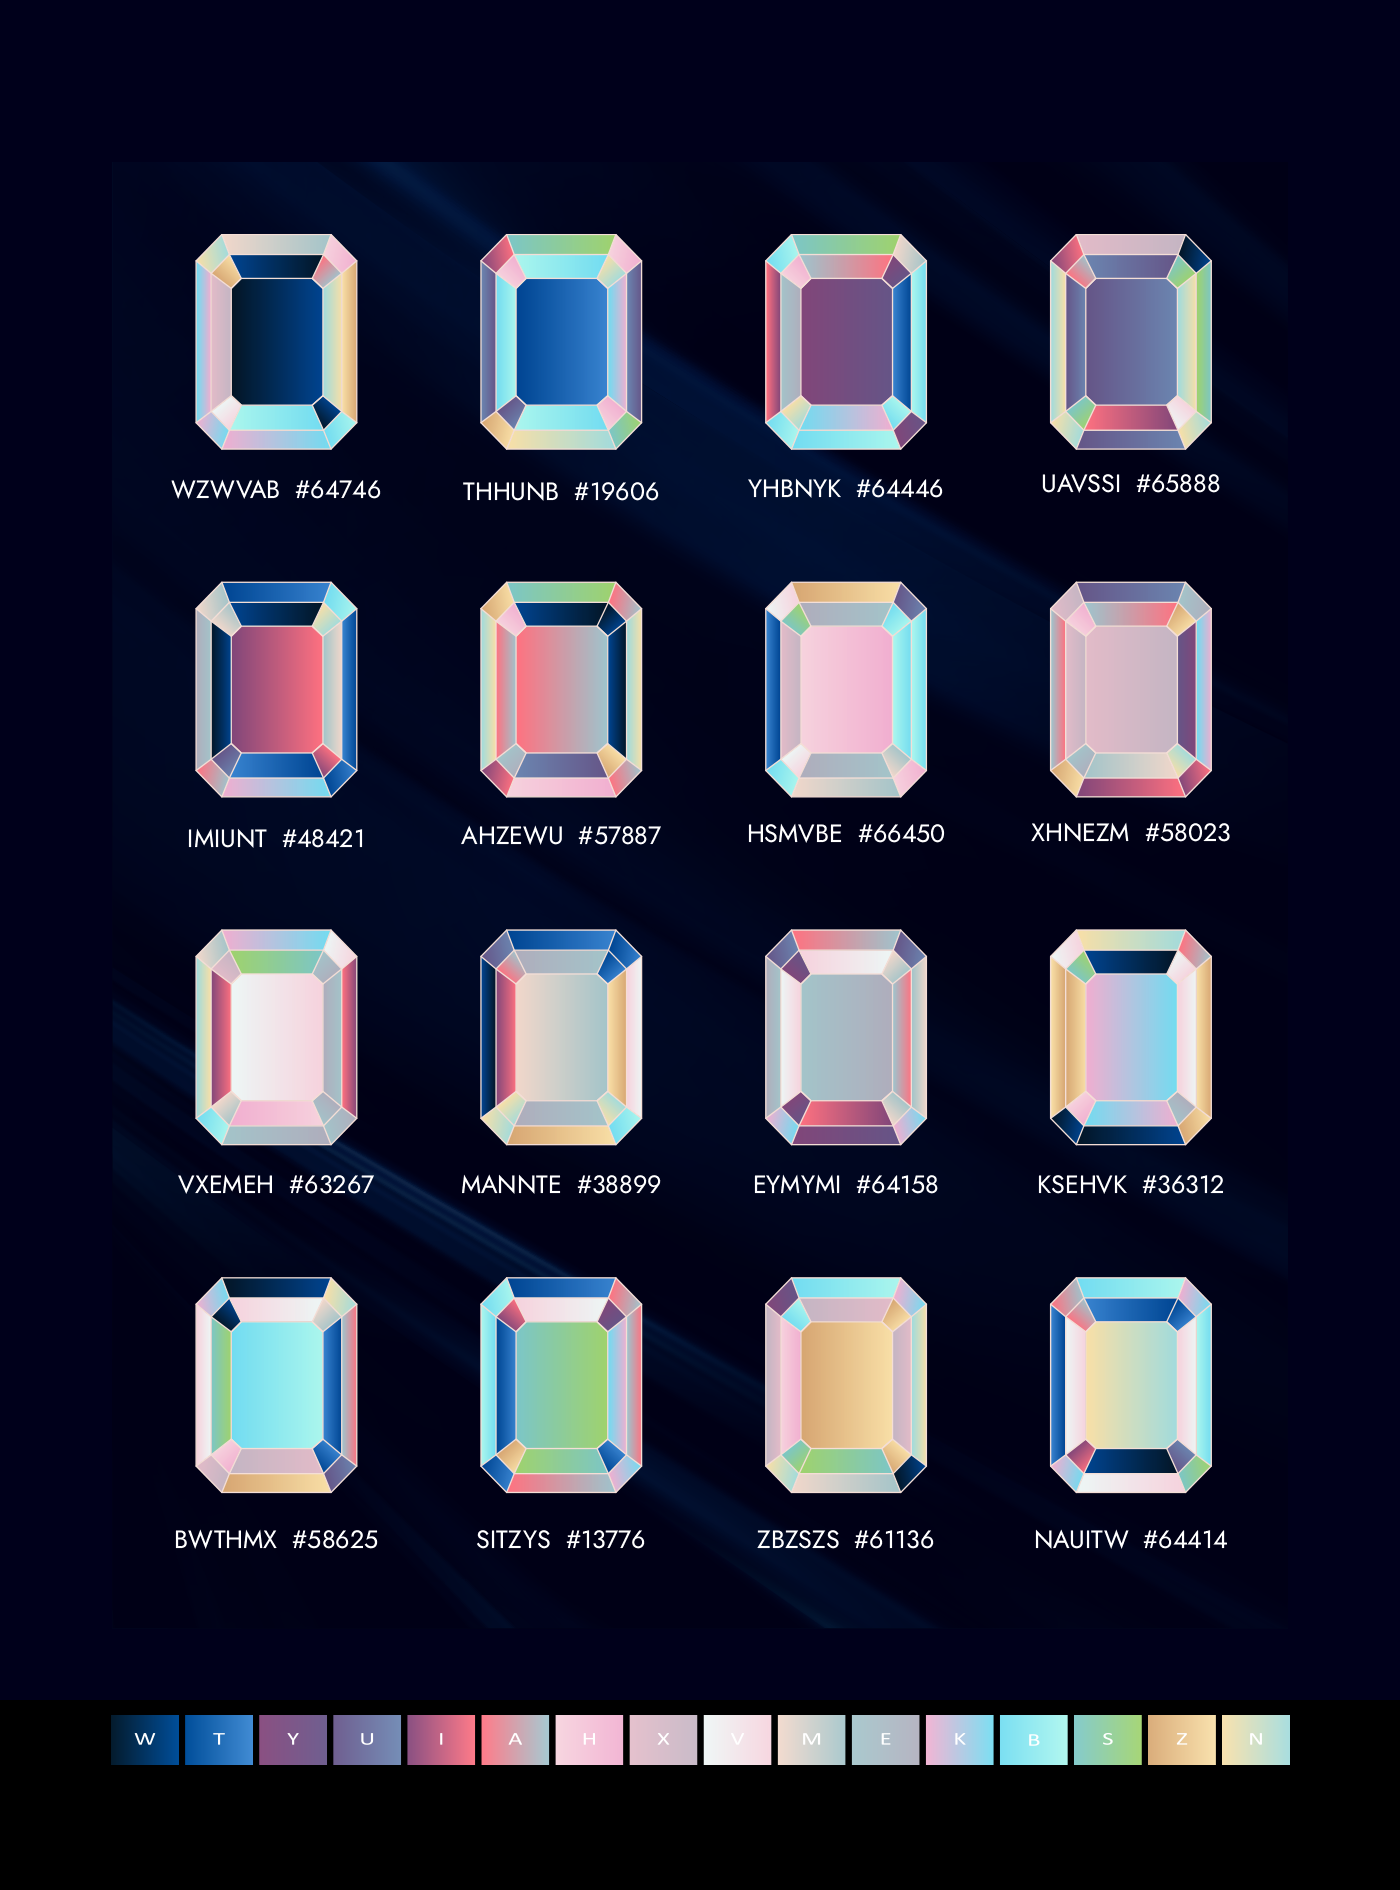 WZWVAB #64746
THHUNB #19606
YHBNYK #64446
UAVSSI #65888
IMIUNT #48421
AHZEWU #57887
HSMVBE #66450
XHNEZM #58023
VXEMEH #63267
MANNTE #38899
EYMYMI #64158
KSEHVK #36312
BWTHMX #58625
SITZYS #13776
ZBZSZS #61136
NAUITW #64414
W T Y U I A H X V M E K B S Z N